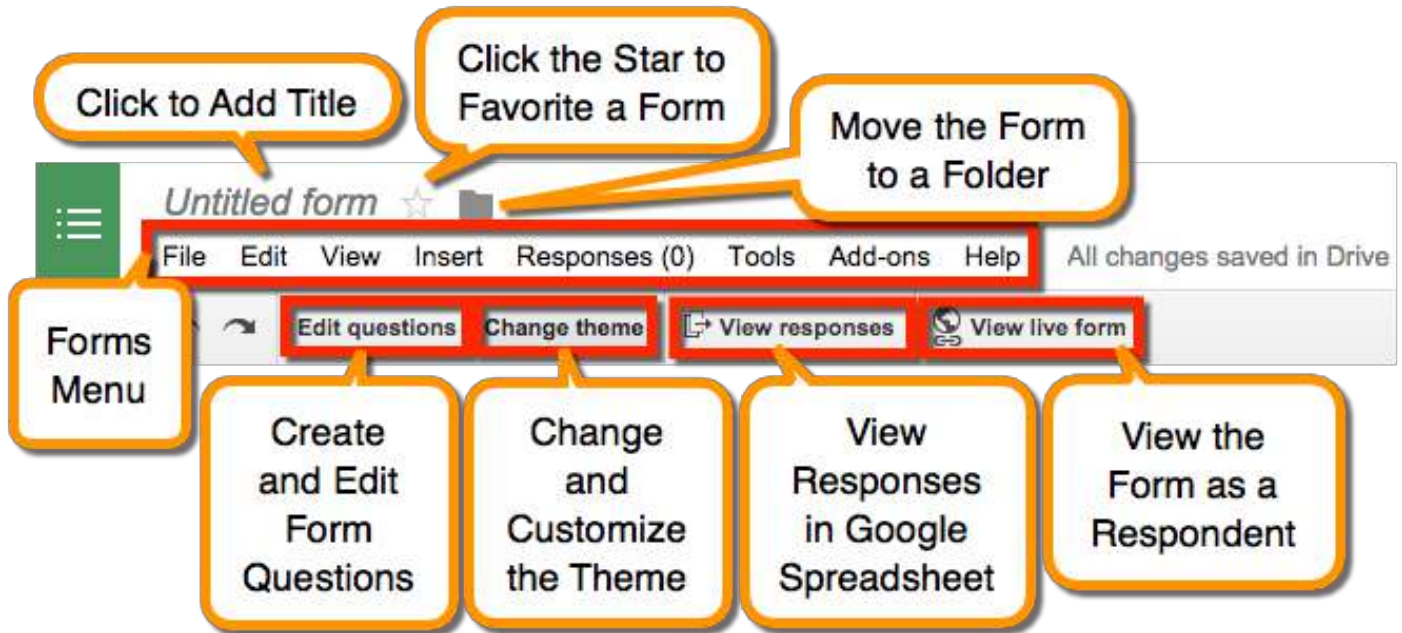 Click to Add Title
Click the Star to
Favorite a Form
Move the Form
to a Folder
Untitled form
File Edit View Insert Responses (0) Tools Add-ons Help All changes saved in Drive
Edit questions Change theme View responses View live form
Forms
Menu
Create
and Edit
Form
Questions
Change
and
Customize
the Theme
View
Responses
in Google
Spreadsheet
View the
Form as a
Respondent